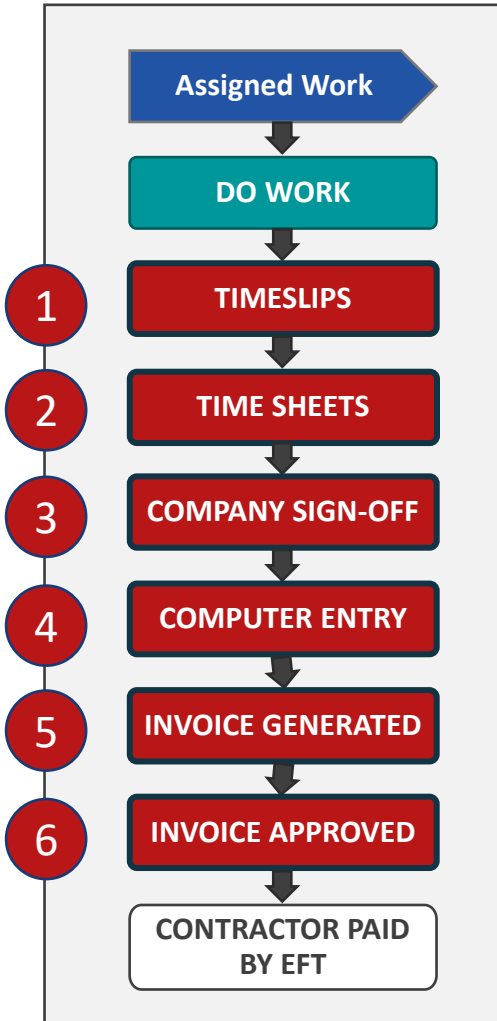 Assigned Work
DO WORK
1
TIMESLIPS
2
TIME SHEETS
3
COMPANY SIGN-OFF
4
COMPUTER ENTRY
5
INVOICE GENERATED
6
INVOICE APPROVED
CONTRACTOR PAID
BY EFT